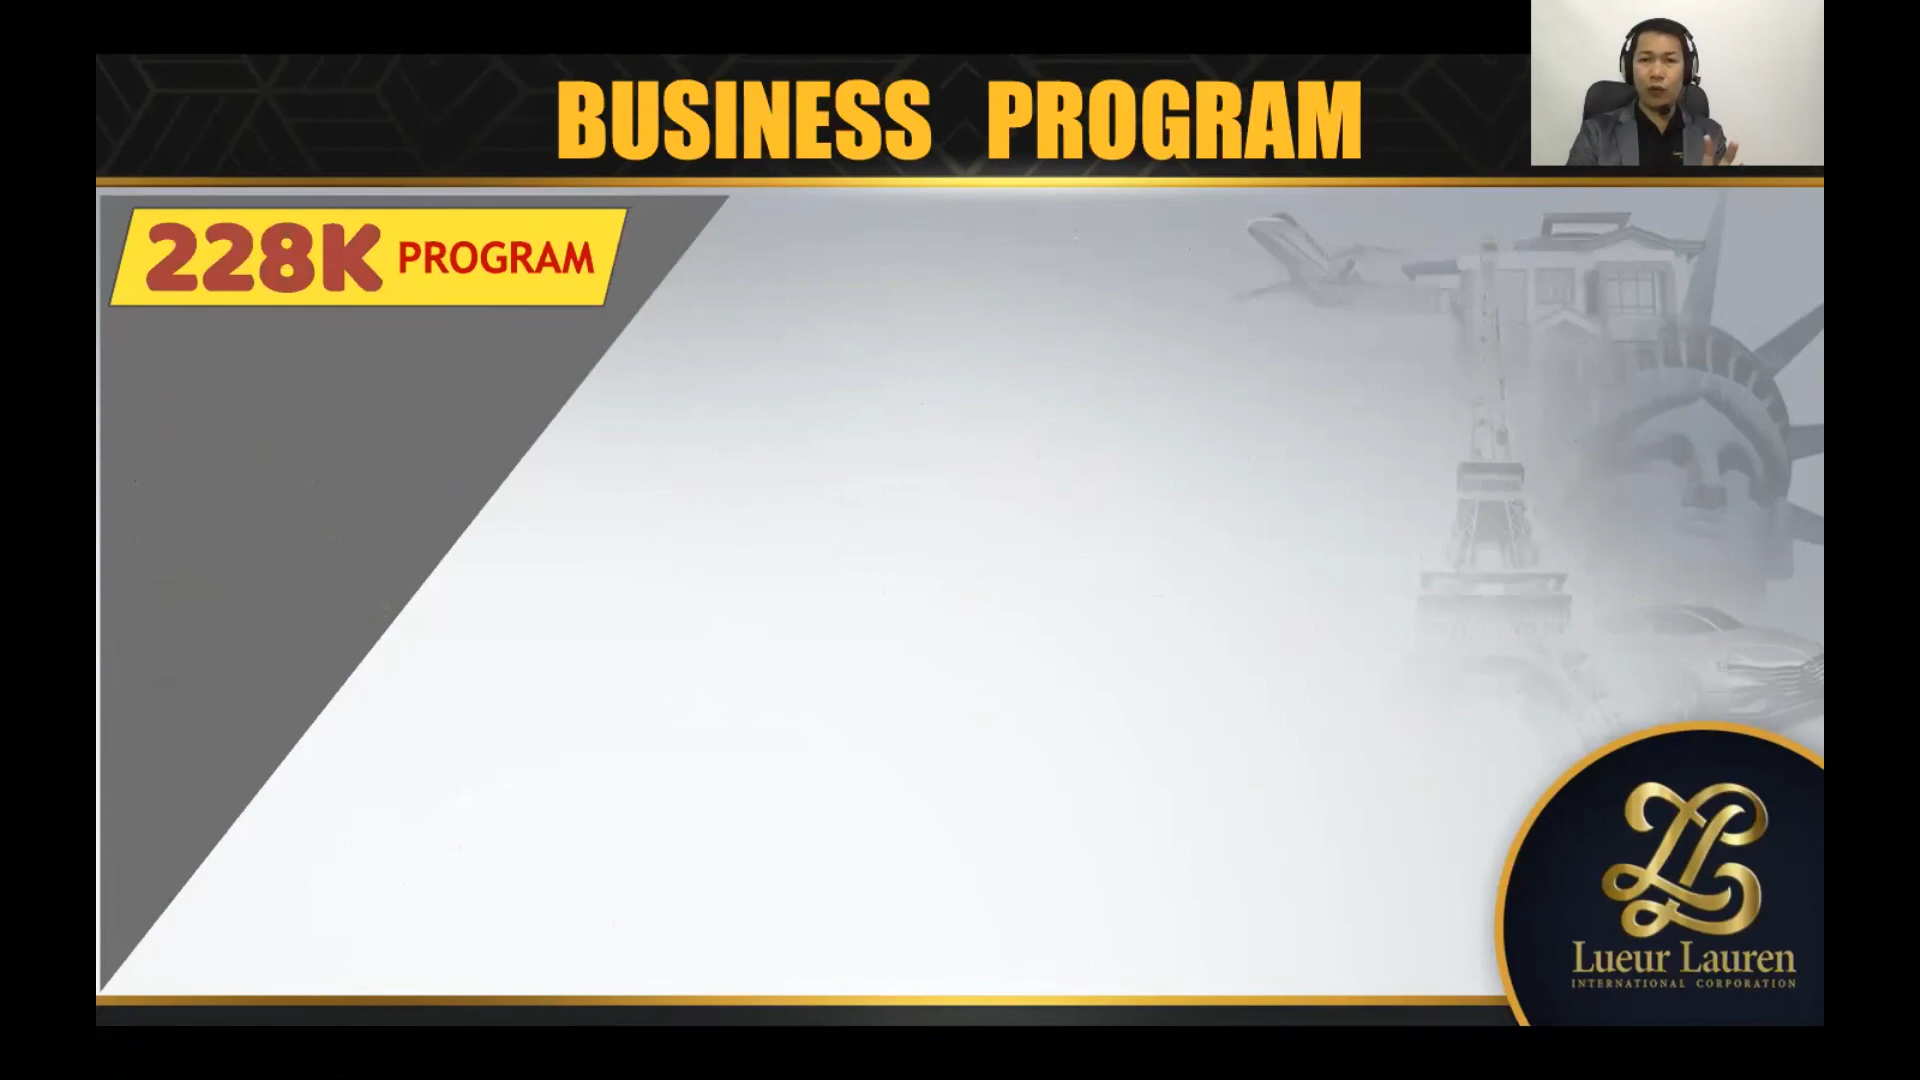 BUSINESS PROGRAM
228K PROGRAM
Lueur Lauren
INTERNATIONAL CORPORATION